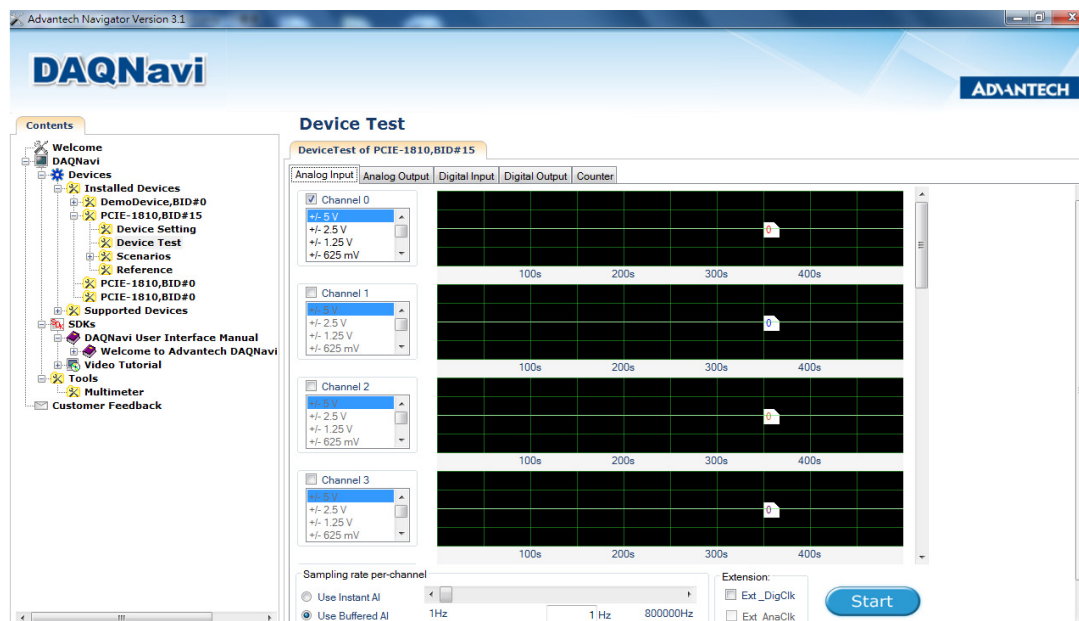 Advantech Navigator Version 3.1
DAQNavi
ADVANTECH
Contents
Welcome
DAQNavi
Devices
Installed Devices
DemoDevice,BID#0
PCIE-1810,BID#15
Device Setting
Device Test
Scenarios
Reference
PCIE-1810,BID#0
PCIE-1810,BID#0
Supported Devices
SDKs
DAQNavi User Interface Manual
Welcome to Advantech DAQNavi
Video Tutorial
Tools
Multimeter
Customer Feedback
Device Test
DeviceTest of PCIE-1810,BID#15
Analog Input Analog Output Digital Input Digital Output Counter
Channel 0
+/- 5 V
+/- 2.5 V
+/- 1.25 V
+/- 625 mV
0
100s 200s 300s 400s
Channel 1
+/- 5 V
+/- 2.5 V
+/- 1.25 V
+/- 625 mV
0
100s 200s 300s 400s
Channel 2
+/- 5 V
+/- 2.5 V
+/- 1.25 V
+/- 625 mV
0
100s 200s 300s 400s
Channel 3
+/- 5 V
+/- 2.5 V
+/- 1.25 V
+/- 625 mV
0
100s 200s 300s 400s
Sampling rate per-channel
Use Instant AI
Use Buffered AI
1Hz 1 Hz 800000Hz
Extension:
Ext_DigClk
Ext_AnaClk
Start